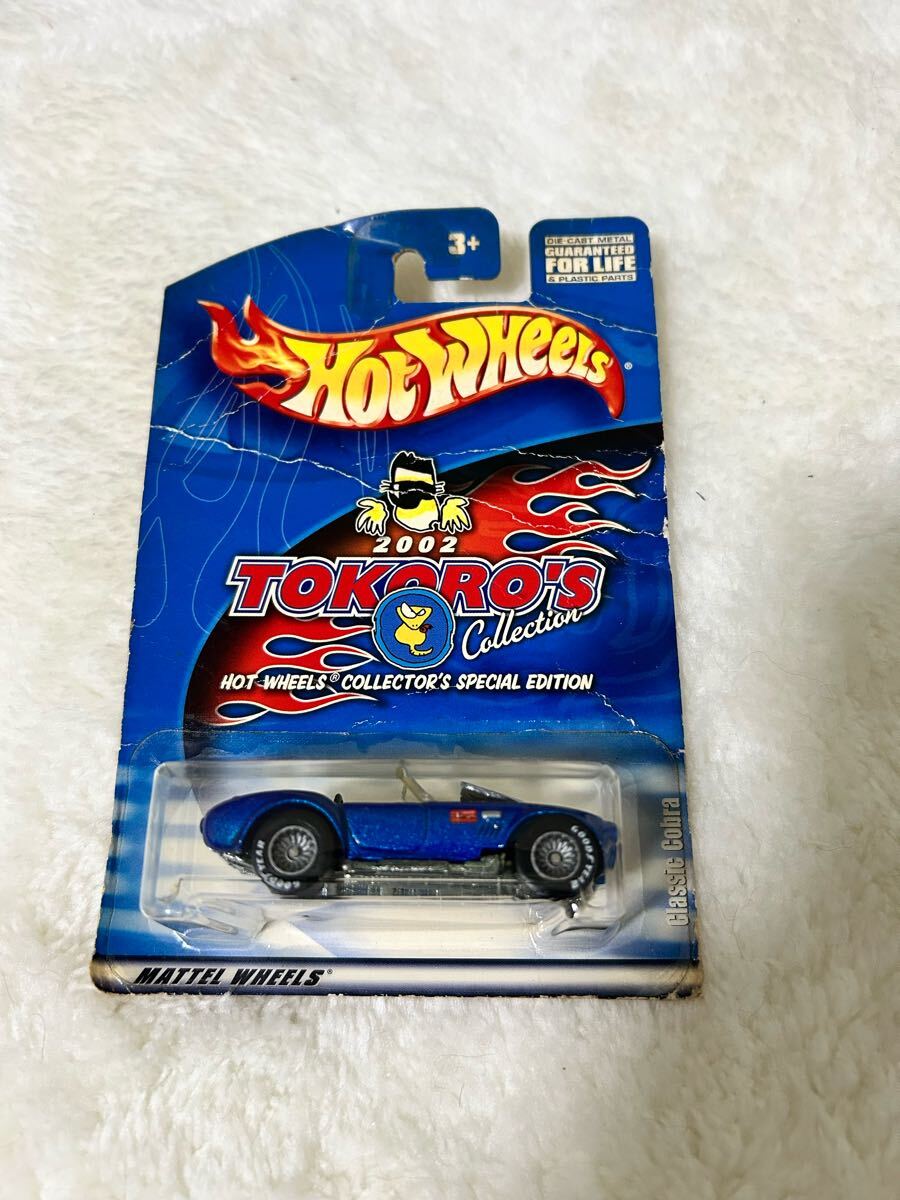 3+
DIE-CAST METAL
GUARANTEED
FOR LIFE
& PLASTIC PARTS
HOT WHEELS®
2002
TOKORO'S
Collection
HOT WHEELS® COLLECTOR'S SPECIAL EDITION
GOODYEAR
GOODYEAR
Classic Cobra
MATTEL WHEELS®